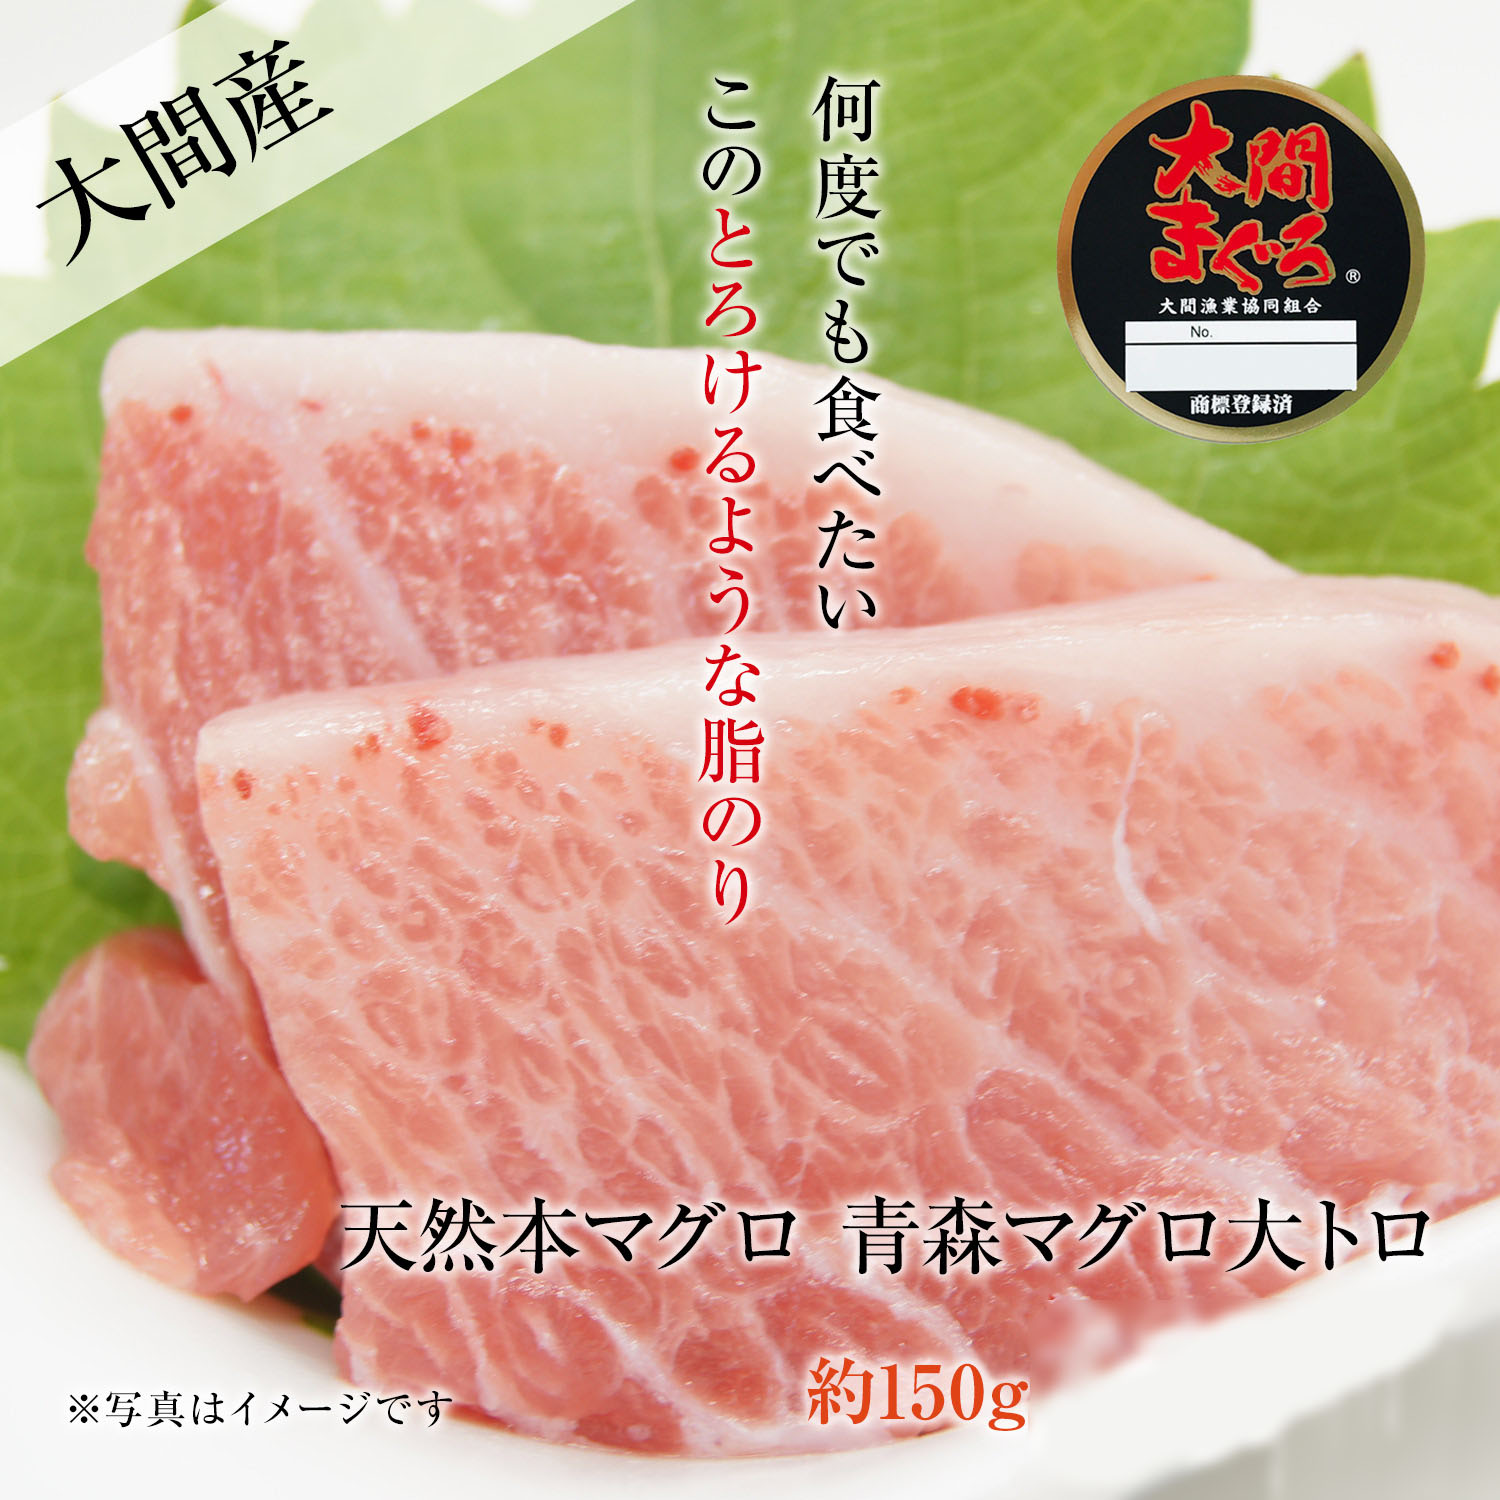 大間産
何度でも食べたい
このとろけるような脂のり
大間
まぐろ®
大間漁業協同組合
No.
商標登録済
天然本マグロ 青森マグロ大トロ
約150g
※写真はイメージです